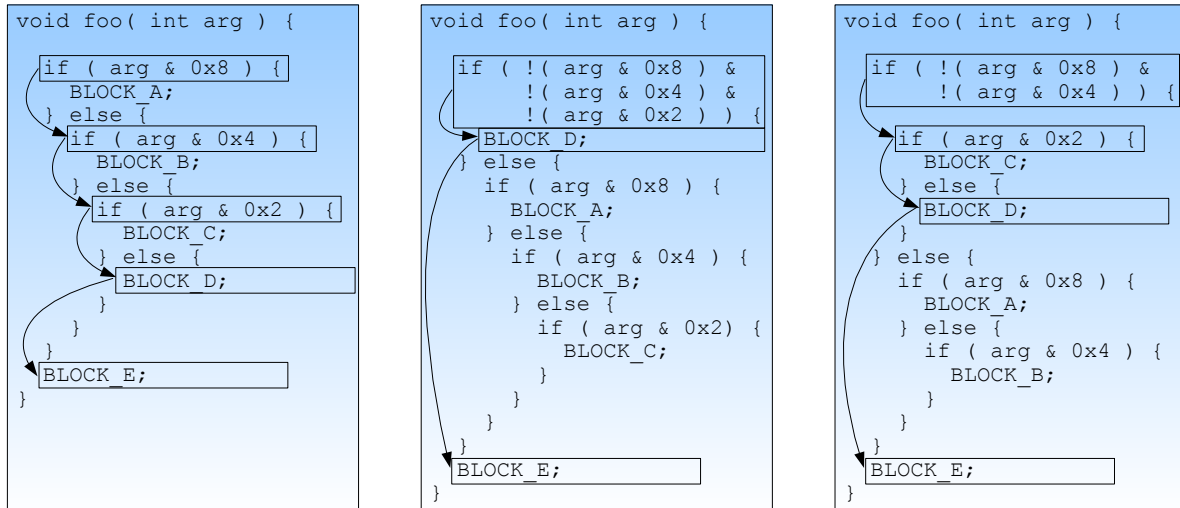 void foo( int arg ) {
if ( arg & 0x8 ) {
BLOCK_A;
} else {
if ( arg & 0x4 ) {
BLOCK_B;
} else {
if ( arg & 0x2 ) {
BLOCK_C;
} else {
BLOCK_D;
}
}
}
BLOCK_E;
}
void foo( int arg ) {
if ( !( arg & 0x8 ) &
!( arg & 0x4 ) &
!( arg & 0x2 ) ) {
BLOCK_D;
} else {
if ( arg & 0x8 ) {
BLOCK_A;
} else {
if ( arg & 0x4 ) {
BLOCK_B;
} else {
if ( arg & 0x2) {
BLOCK_C;
}
}
}
}
BLOCK_E;
}
void foo( int arg ) {
if ( !( arg & 0x8 ) &
!( arg & 0x4 ) ) {
if ( arg & 0x2 ) {
BLOCK_C;
} else {
BLOCK_D;
}
} else {
if ( arg & 0x8 ) {
BLOCK_A;
} else {
if ( arg & 0x4 ) {
BLOCK_B;
}
}
}
BLOCK_E;
}